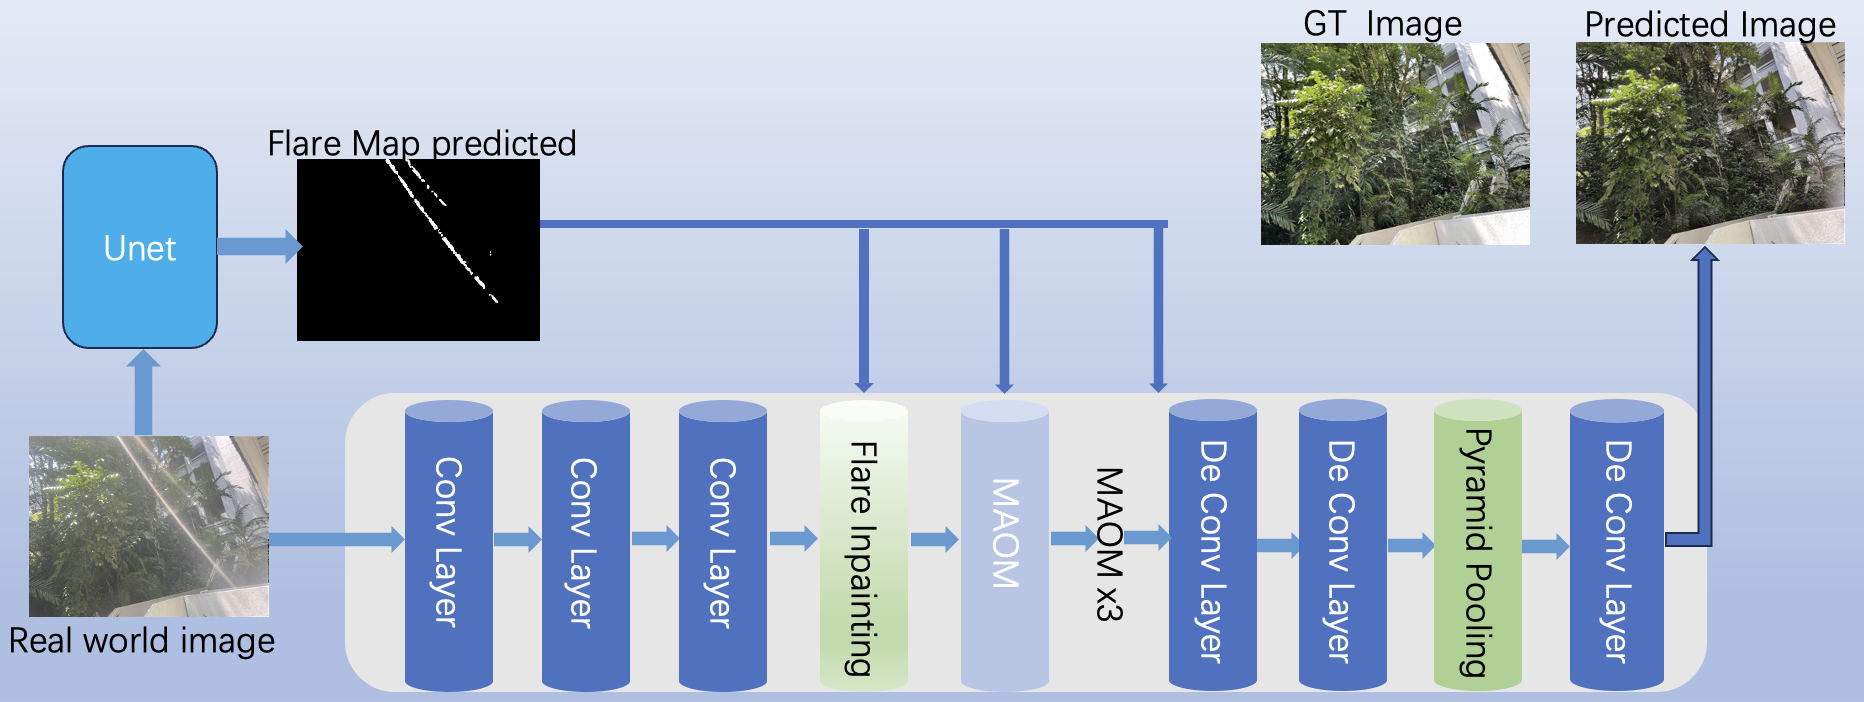 GT Image
Predicted Image
Flare Map predicted
Unet
Real world image
Conv Layer
Conv Layer
Conv Layer
Flare Inpainting
MAOM
MAOM x3
De Conv Layer
De Conv Layer
Pyramid Pooling
De Conv Layer